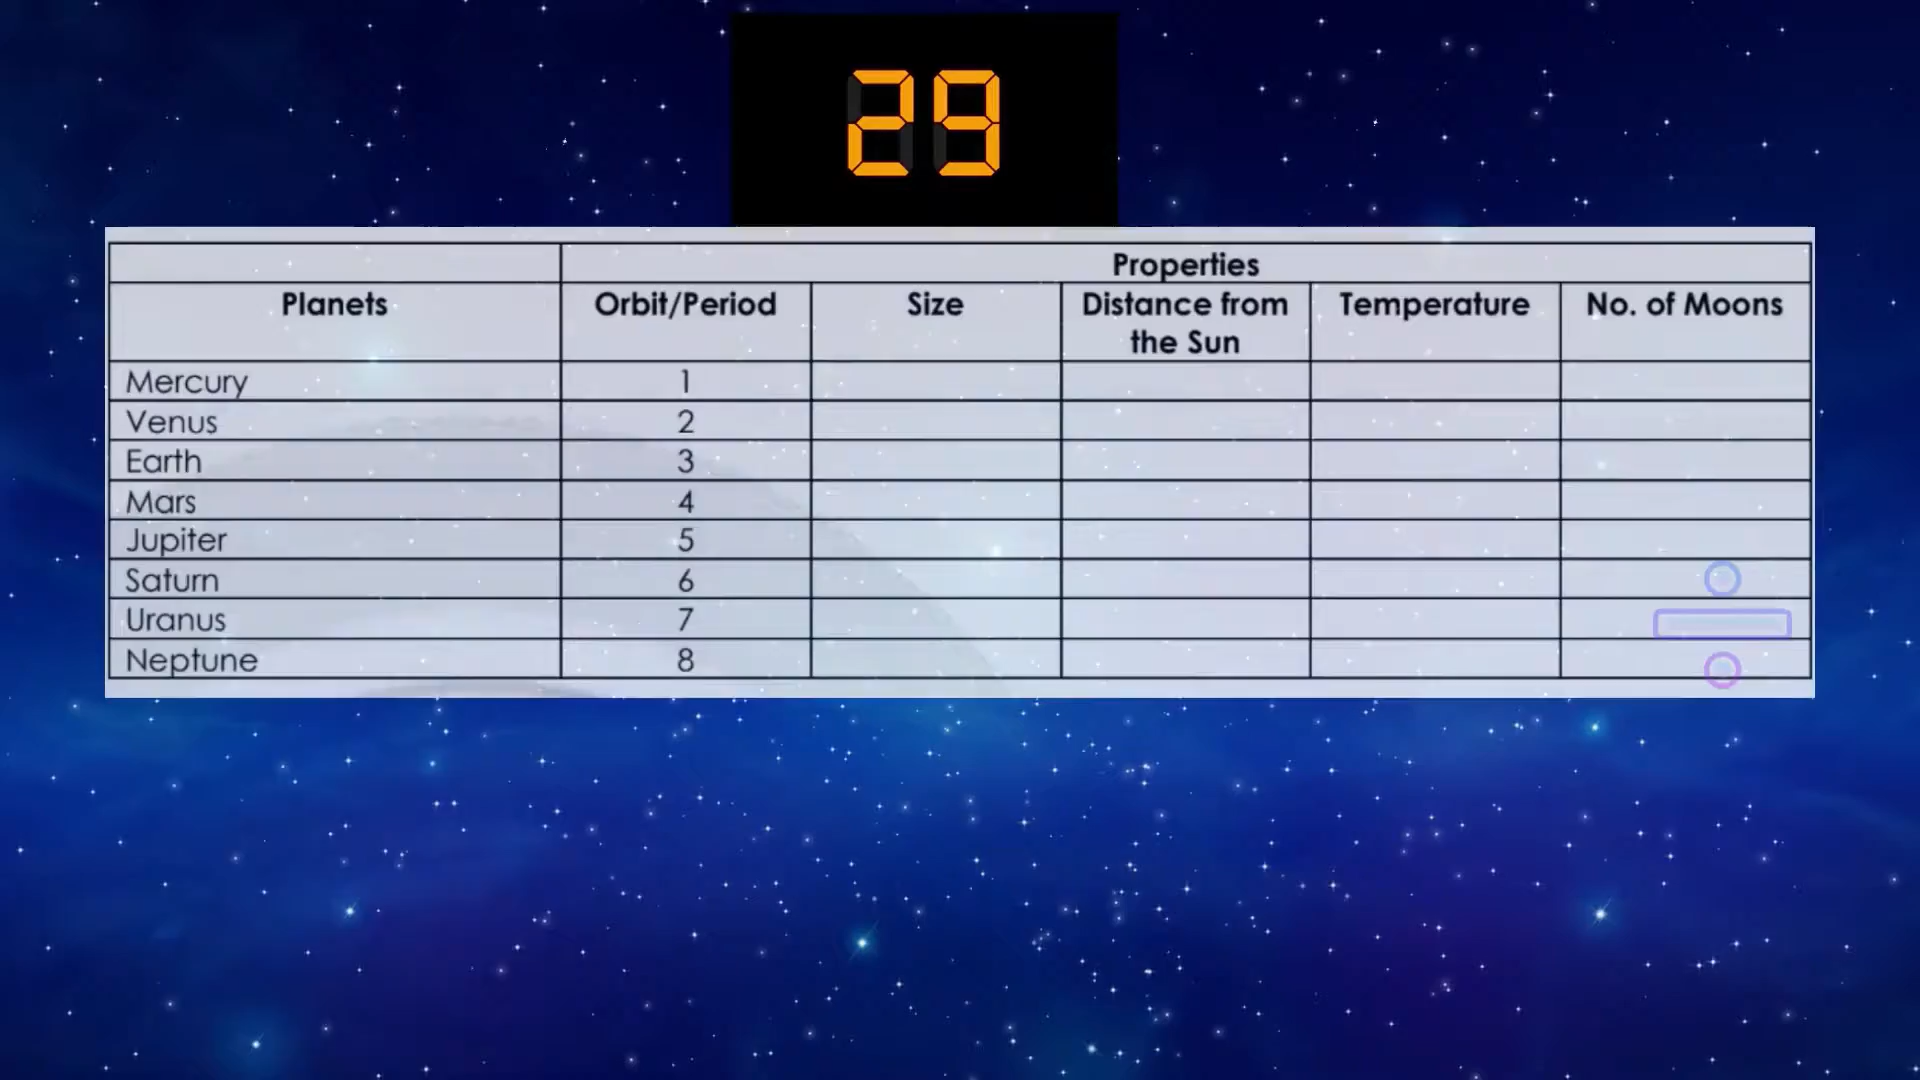 29
Properties
Planets Orbit/Period Size Distance from the Sun Temperature No. of Moons
Mercury 1
Venus 2
Earth 3
Mars 4
Jupiter 5
Saturn 6
Uranus 7
Neptune 8